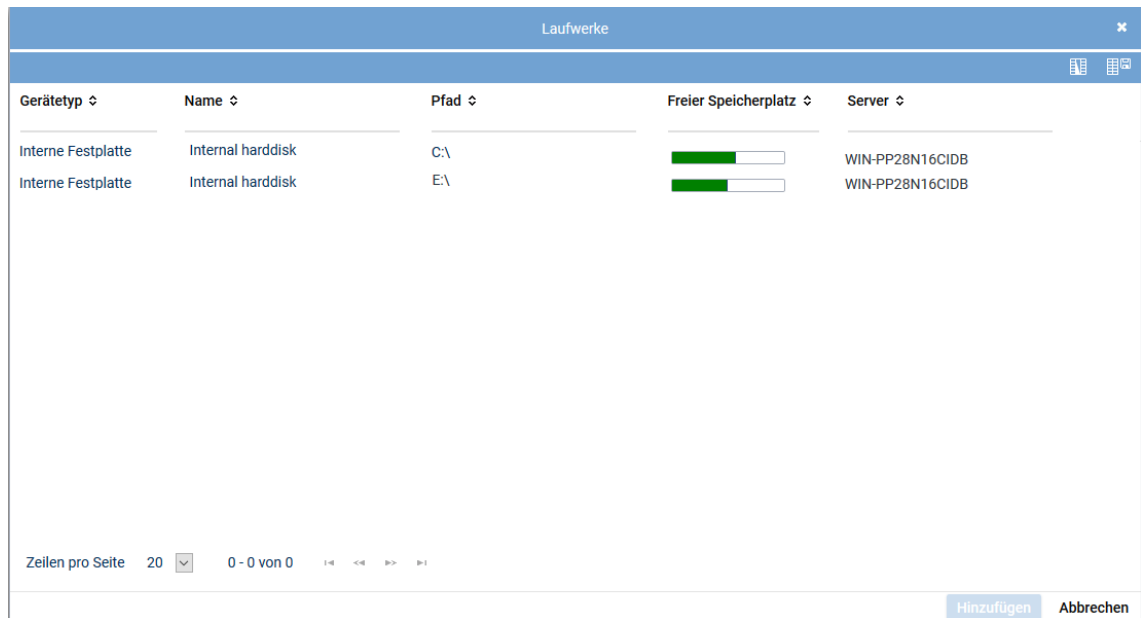 Laufwerke
Gerätetyp Name Pfad Freier Speicherplatz Server
Interne Festplatte Internal harddisk C:\ WIN-PP28N16CIDB
Interne Festplatte Internal harddisk E:\ WIN-PP28N16CIDB
Zeilen pro Seite 20 0 - 0 von 0
Hinzufügen Abbrechen